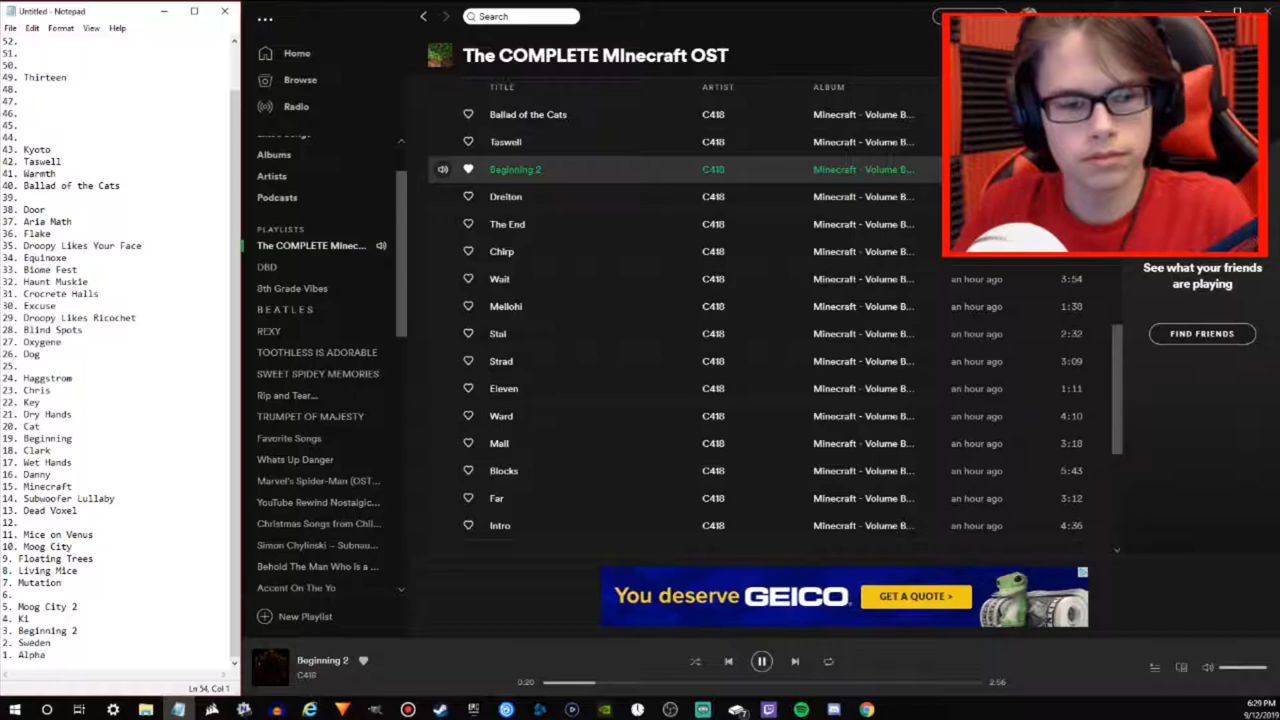 Untitled - Notepad
File Edit Format View Help
52.
51.
50.
49. Thirteen
48.
47.
46.
45.
44.
43. Kyoto
42. Taswell
41. Warmth
40. Ballad of the Cats
39.
38. Door
37. Aria Math
36. Flake
35. Droopy Likes Your Face
34. Equinoxe
33. Biome Fest
32. Haunt Muskie
31. Crocrete Halls
30. Excuse
29. Droopy Likes Ricochet
28. Blind Spots
27. Oxygene
26. Dog
25.
24. Haggstrom
23. Chris
22. Key
21. Dry Hands
20. Cat
19. Beginning
18. Clark
17. Wet Hands
16. Danny
15. Minecraft
14. Subwoofer Lullaby
13. Dead Voxel
12.
11. Mice on Venus
10. Moog City
9. Floating Trees
8. Living Mice
7. Mutation
6.
5. Moog City 2
4. Ki
3. Beginning 2
2. Sweden
1. Alpha
Ln 54, Col 1
Search
Home
Browse
Radio
Albums
Artists
Podcasts
PLAYLISTS
The COMPLETE MInec...
DBD
8th Grade Vibes
B E A T L E S
REXY
TOOTHLESS IS ADORABLE
SWEET SPIDEY MEMORIES
Rip and Tear...
TRUMPET OF MAJESTY
Favorite Songs
Whats Up Danger
Marvel's Spider-Man (OST...
YouTube Rewind Nostalgic...
Christmas Songs from Chil...
Simon Chylinski – Subnau...
Behold The Man Who Is a ...
Accent On The Yo
New Playlist
The COMPLETE MInecraft OST
TITLE ARTIST ALBUM
Ballad of the Cats C418 Minecraft - Volume B...
Taswell C418 Minecraft - Volume B...
Beginning 2 C418 Minecraft - Volume B...
Dreiton C418 Minecraft - Volume B...
The End C418 Minecraft - Volume B...
Chirp C418 Minecraft - Volume B...
Wait C418 Minecraft - Volume B... an hour ago 3:54
Mellohi C418 Minecraft - Volume B... an hour ago 1:38
Stal C418 Minecraft - Volume B... an hour ago 2:32
Strad C418 Minecraft - Volume B... an hour ago 3:09
Eleven C418 Minecraft - Volume B... an hour ago 1:11
Ward C418 Minecraft - Volume B... an hour ago 4:10
Mall C418 Minecraft - Volume B... an hour ago 3:18
Blocks C418 Minecraft - Volume B... an hour ago 5:43
Far C418 Minecraft - Volume B... an hour ago 3:12
Intro C418 Minecraft - Volume B... an hour ago 4:36
See what your friends
are playing
FIND FRIENDS
You deserve GEICO. GET A QUOTE >
Beginning 2
C418
0:20 2:56
6:29 PM
9/12/2019